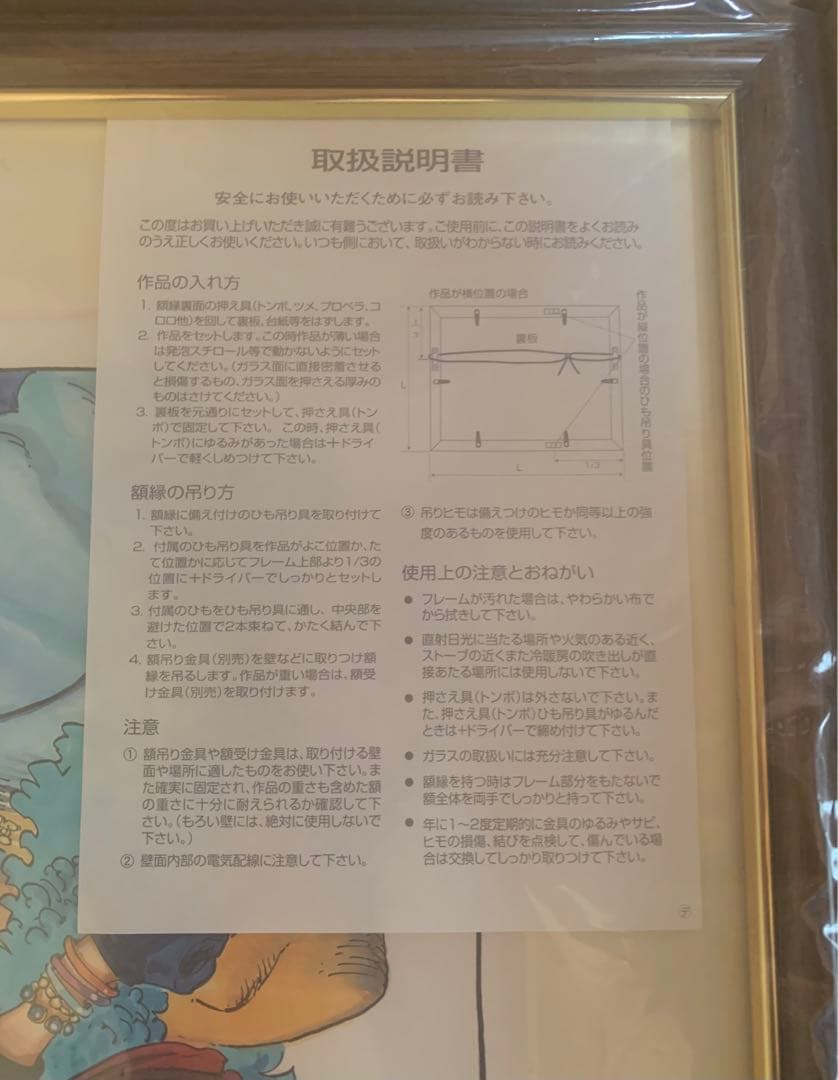 取扱説明書
安全にお使いいただくために必ずお読み下さい。
この度はお買い上げいただき誠に有難うございます。ご使用前に、この説明書をよくお読み
のうえ正しくお使いください。いつも側において、取扱いがわからない時にお読みください。
作品の入れ方
1. 額縁裏面の押え具(トンボ、ツメ、プロペラ、コ
ロロ他)を回して裏板、台紙等をはずします。
2. 作品をセットします。この時作品が薄い場合
は発泡スチロール等で動かないようにセット
してください。(ガラス面に直接密着させる
と損傷するもの、ガラス面を押さえる厚みの
ものはさけてください。)
3. 裏板を元通りにセットして、押さえ具(トン
ボ)で固定して下さい。 この時、押さえ具(
トンボ)にゆるみがあった場合は＋ドライ
バーで軽くしめつけて下さい。
作品が横位置の場合
裏板
1/3
L
L
1/3
作品が縦位置の場合のひも吊り具位置
額縁の吊り方
1. 額縁に備え付けのひも吊り具を取り付けて
下さい。
2. 付属のひも吊り具を作品がよこ位置か、た
て位置かに応じてフレーム上部より1/3の
位置に＋ドライバーでしっかりとセットし
ます。
3. 付属のひもをひも吊り具に通し、中央部を
避けた位置で2本束ねて、かたく結んで下
さい。
4. 額吊り金具(別売)を壁などに取りつけ額
縁を吊るします。作品が重い場合は、額受
け金具(別売)を取り付けます。
注意
① 額吊り金具や額受け金具は、取り付ける壁
面や場所に適したものをお使い下さい。ま
た確実に固定され、作品の重さも含めた額
の重さに十分に耐えられるか確認して下
さい。(もろい壁には、絶対に使用しないで
下さい。)
② 壁面内部の電気配線に注意して下さい。
③ 吊りヒモは備えつけのヒモか同等以上の強
度のあるものを使用して下さい。
使用上の注意とおねがい
● フレームが汚れた場合は、やわらかい布で
から拭きして下さい。
● 直射日光に当たる場所や火気のある近く、
ストーブの近くまた冷暖房の吹き出しが直
接あたる場所には使用しないで下さい。
● 押さえ具(トンボ)は外さないで下さい。ま
た、押さえ具(トンボ)ひも吊り具がゆるんだ
ときは＋ドライバーで締め付けて下さい。
● ガラスの取扱いには充分注意して下さい。
● 額縁を持つ時はフレーム部分をもたないで
額全体を両手でしっかりと持って下さい。
● 年に1〜2度定期的に金具のゆるみやサビ、
ヒモの損傷、結びを点検して、傷んでいる場
合は交換してしっかり取りつけて下さい。